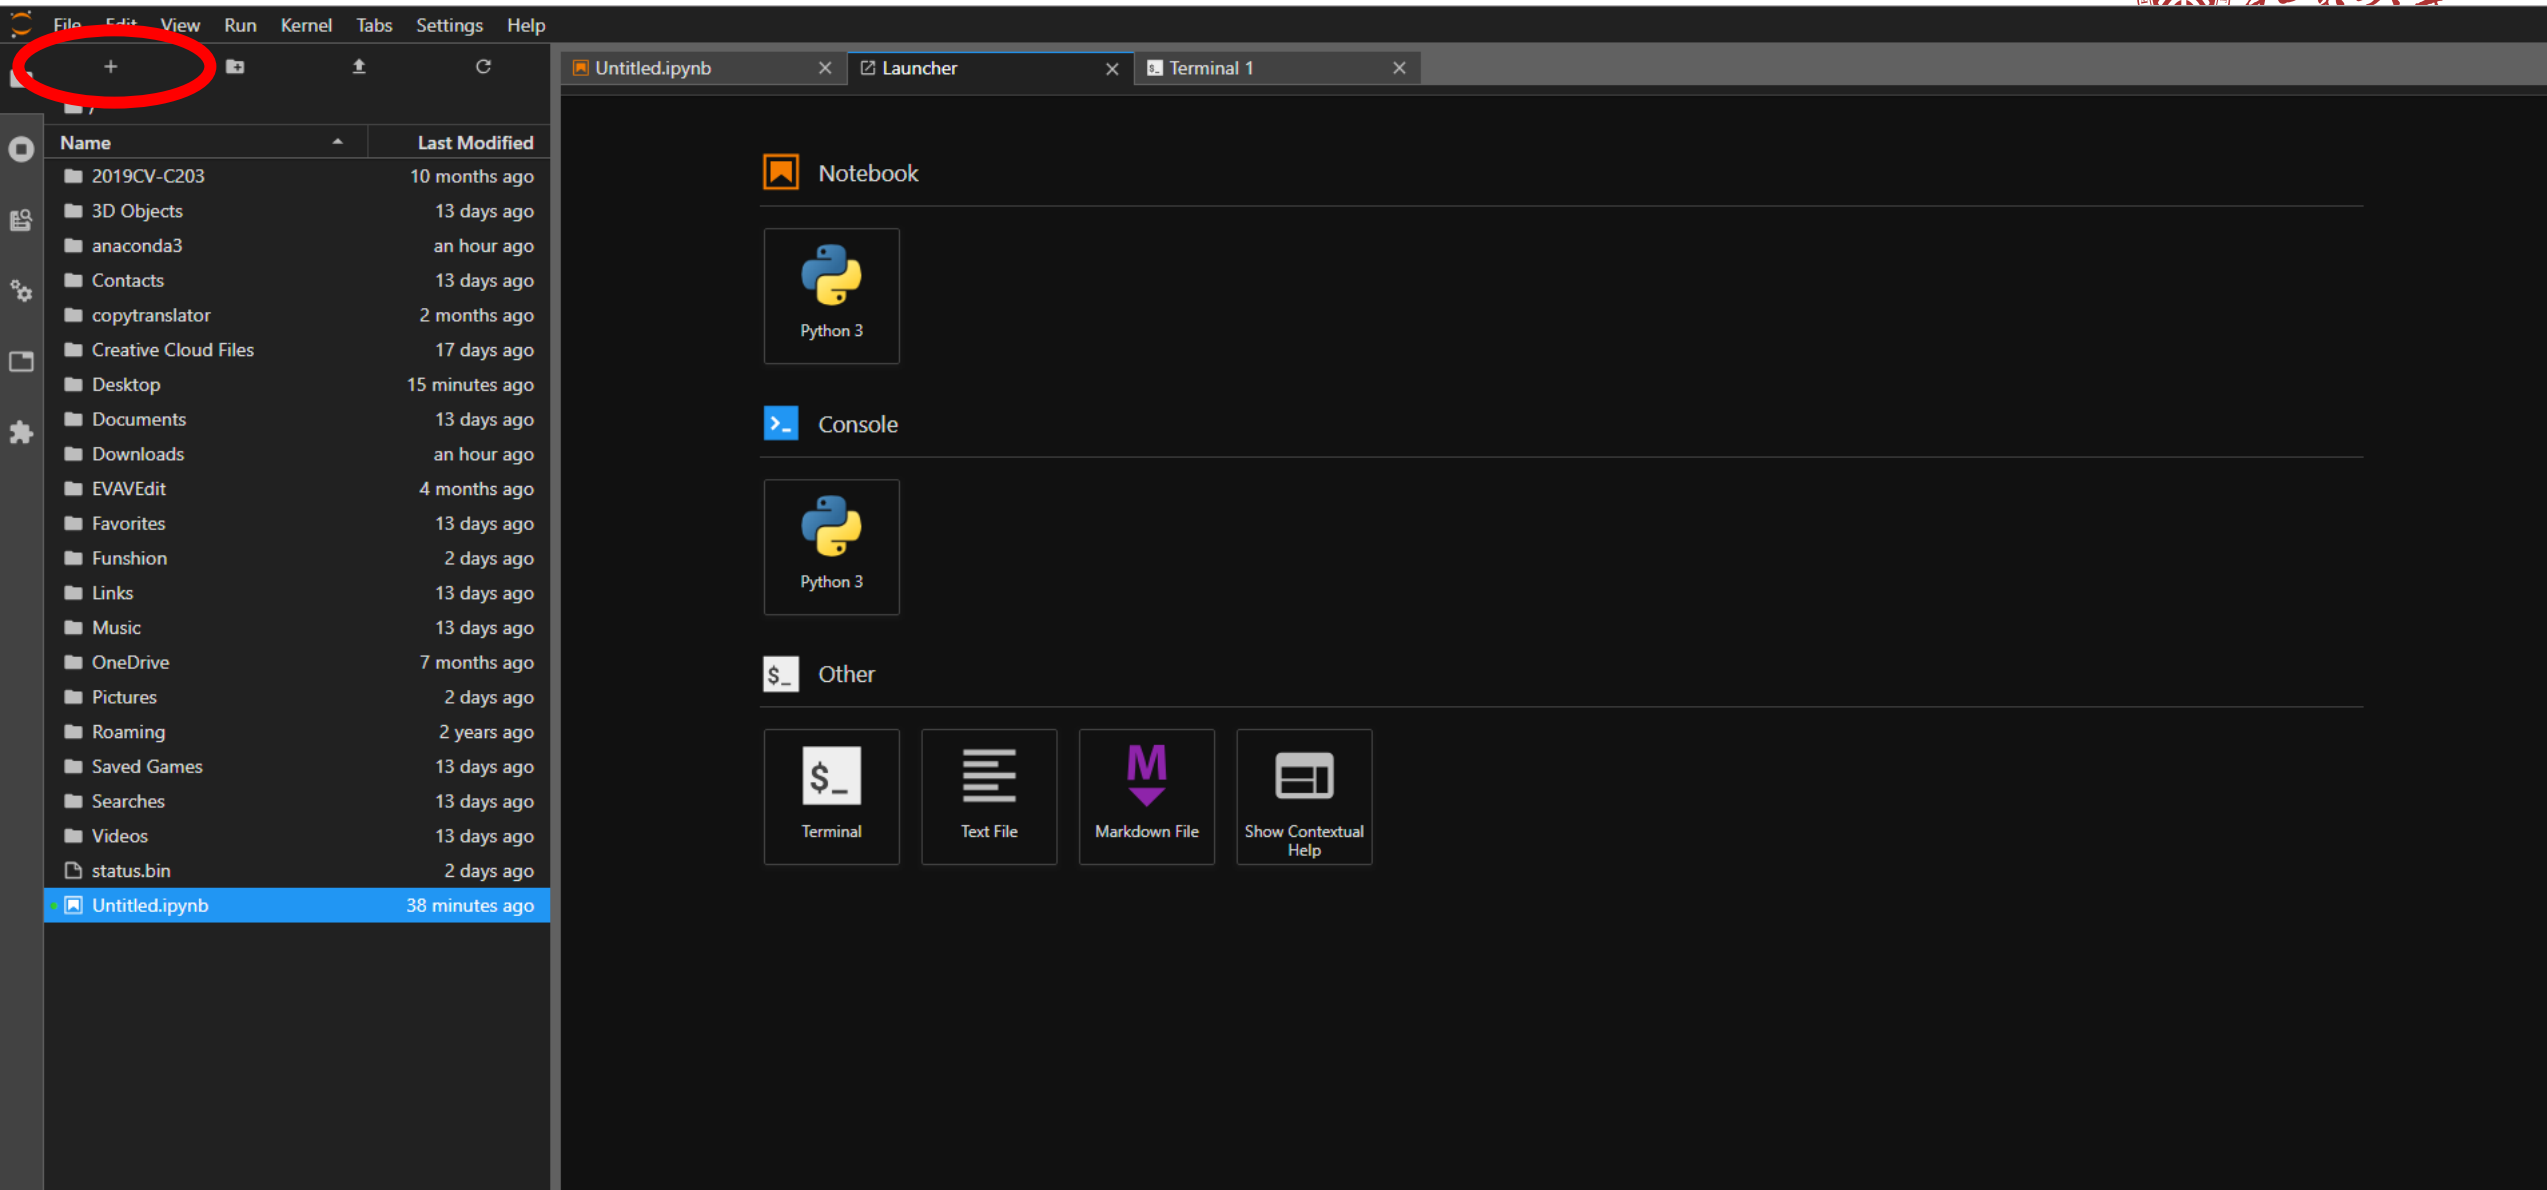 File Edit View Run Kernel Tabs Settings Help
Untitled.ipynb
Launcher
Terminal 1
/
Name Last Modified
2019CV-C203 10 months ago
3D Objects 13 days ago
anaconda3 an hour ago
Contacts 13 days ago
copytranslator 2 months ago
Creative Cloud Files 17 days ago
Desktop 15 minutes ago
Documents 13 days ago
Downloads an hour ago
EVAVEdit 4 months ago
Favorites 13 days ago
Funshion 2 days ago
Links 13 days ago
Music 13 days ago
OneDrive 7 months ago
Pictures 2 days ago
Roaming 2 years ago
Saved Games 13 days ago
Searches 13 days ago
Videos 13 days ago
status.bin 2 days ago
Untitled.ipynb 38 minutes ago
Notebook
Python 3
>_ Console
Python 3
$_ Other
$_
Terminal
Text File
M
Markdown File
Show Contextual
Help